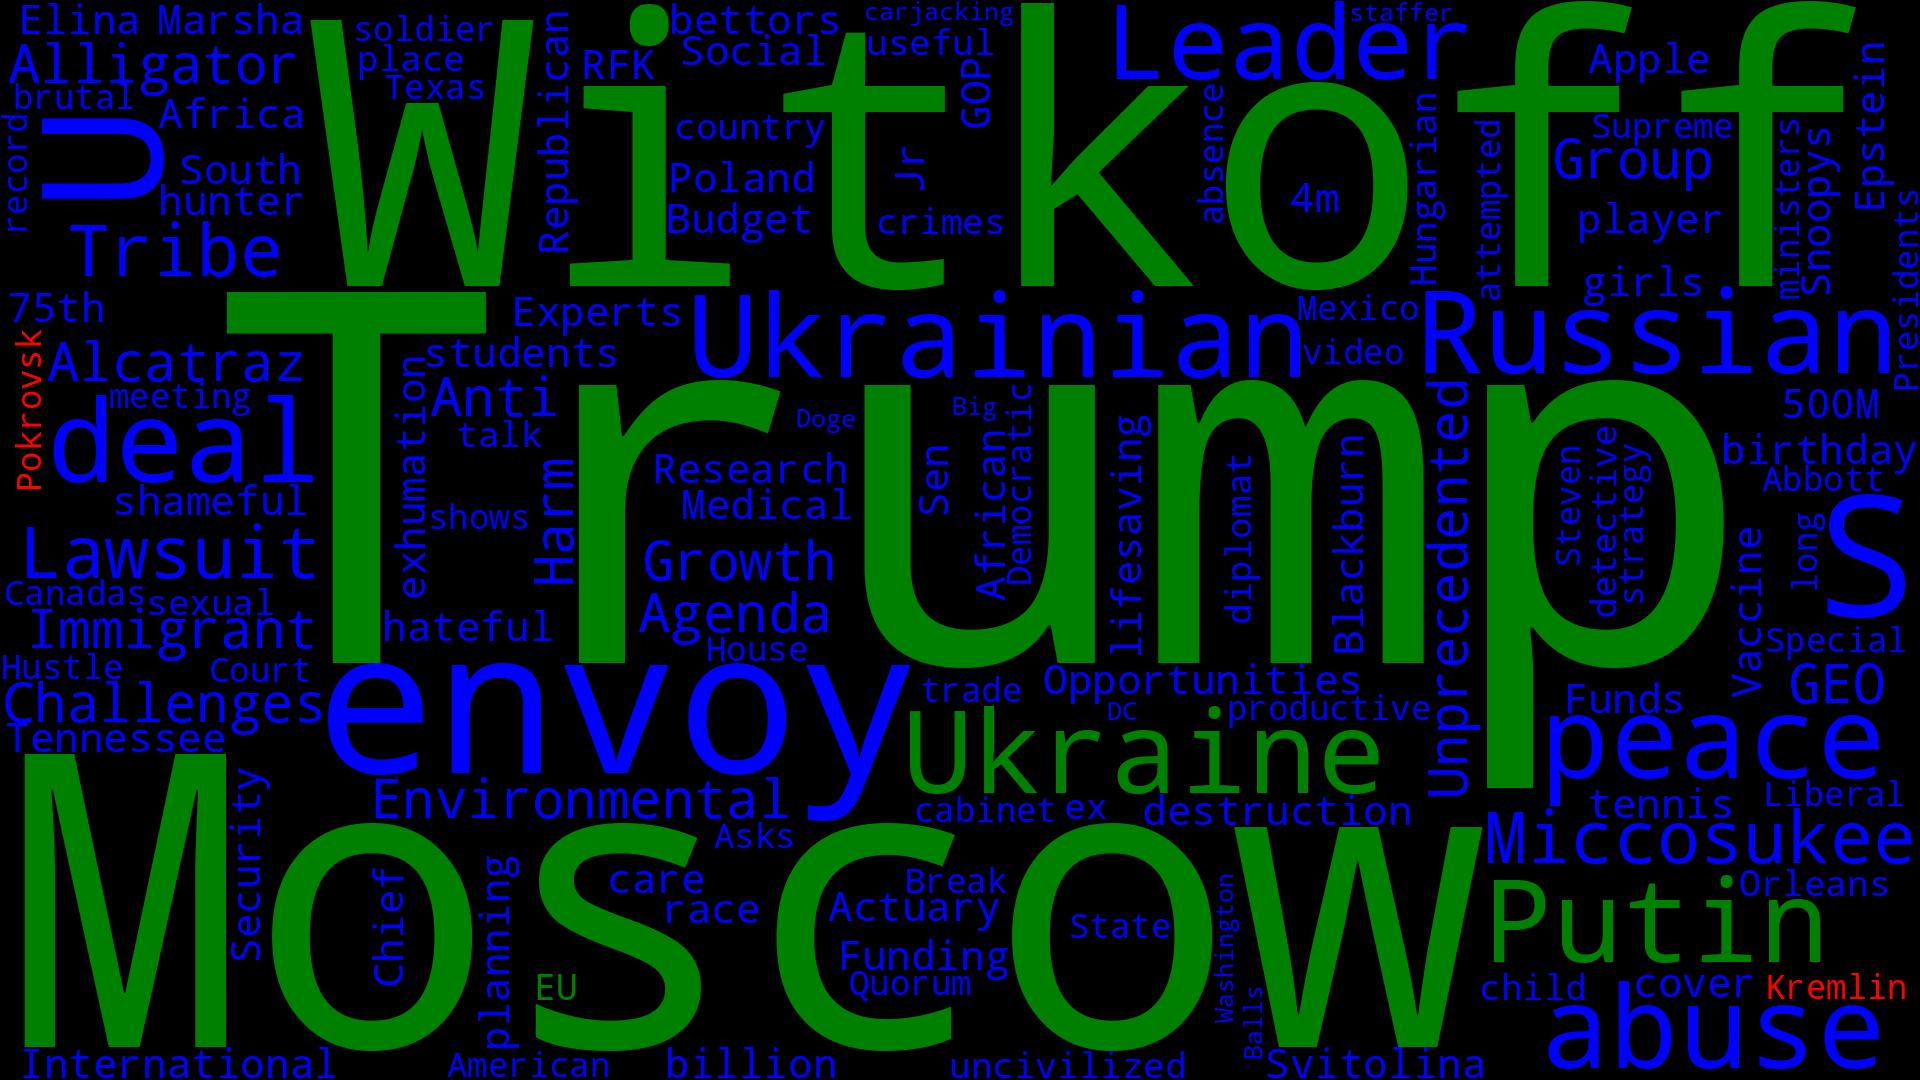 Elina Marsha
soldier
bettors
carjacking
Leader
staffer
Alligator
place
Texas
Republican
RFK
Social
useful
GOP
Apple
Epstein
brutal
Africa
Witkoff
country
absence
Hungarian
attempted
Supreme
Group
ministers
Snoopys
record
U
South
hunter
Poland
Jr
4m
Budget
crimes
player
Presidents
Tribe
girls
75th
Experts
Ukrainian
Mexico
Russian
Pokrovsk
Alcatraz
students
video
meeting
exhumation
Anti
talk
Doge
Big
Democratic
500M
deal
Trump
birthday
Abbott
shameful
shows
Harm
Research
Medical
Sen
African
lifesaving
diplomat
Blackburn
Unprecedented
Steven
detective
strategy
S
Lawsuit
Growth
Vaccine
long
Canadas
sexual
Immigrant
hateful
Agenda
House
Special
Hustle
Court
envoy
trade
Opportunities
GEO
Challenges
DC
productive
Funds
Tennessee
Ukraine
peace
Security
Environmental
cabinet
ex
destruction
tennis
Liberal
Moscow
Asks
Miccosukee
Chief
planning
care
race
Break
Actuary
State
Washington
Putin
Orleans
EU
Funding
Quorum
Balls
child
cover
Kremlin
abuse
International
American
billion
uncivilized
Svitolina